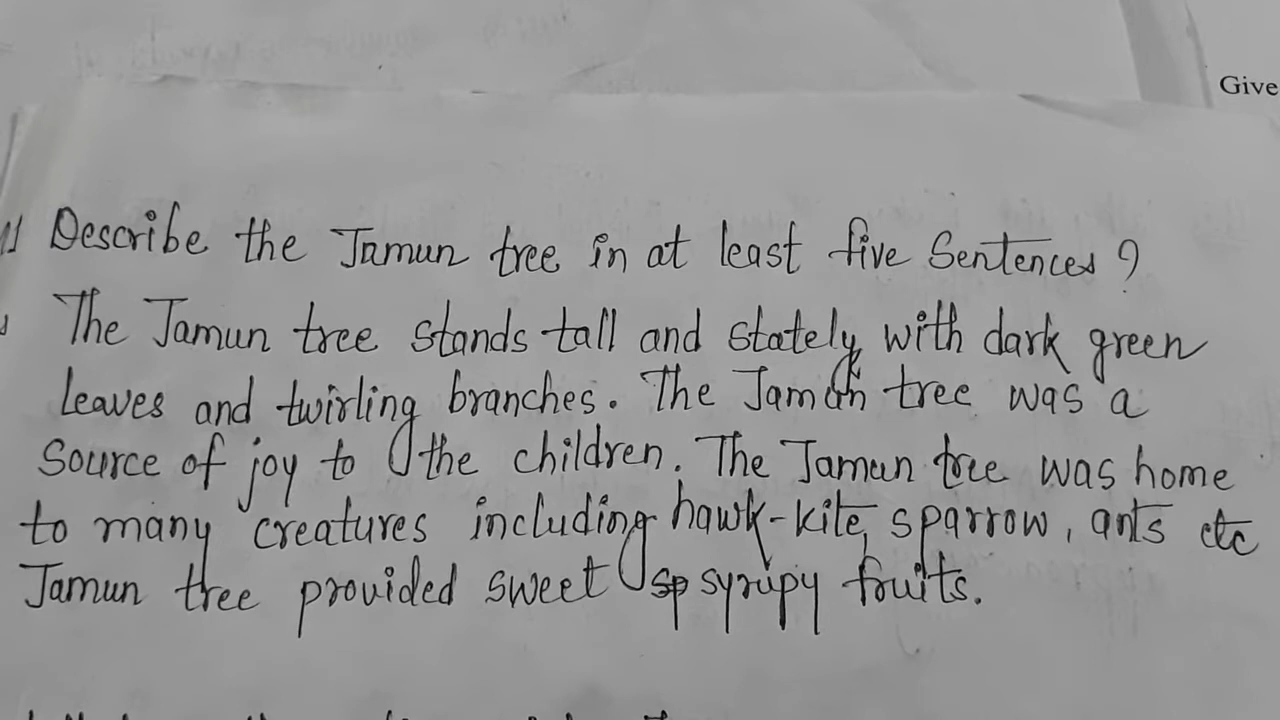 Give
Describe the Jamun tree in at least five Sentences ?
The Jamun tree stands tall and stately with dark green
leaves and twirling branches. The Jamun tree was a
Source of joy to the children. The Jamun tree was home
to many creatures including hawk-kite, sparrow, ants etc
Jamun tree provided sweet sp syrupy fruits.